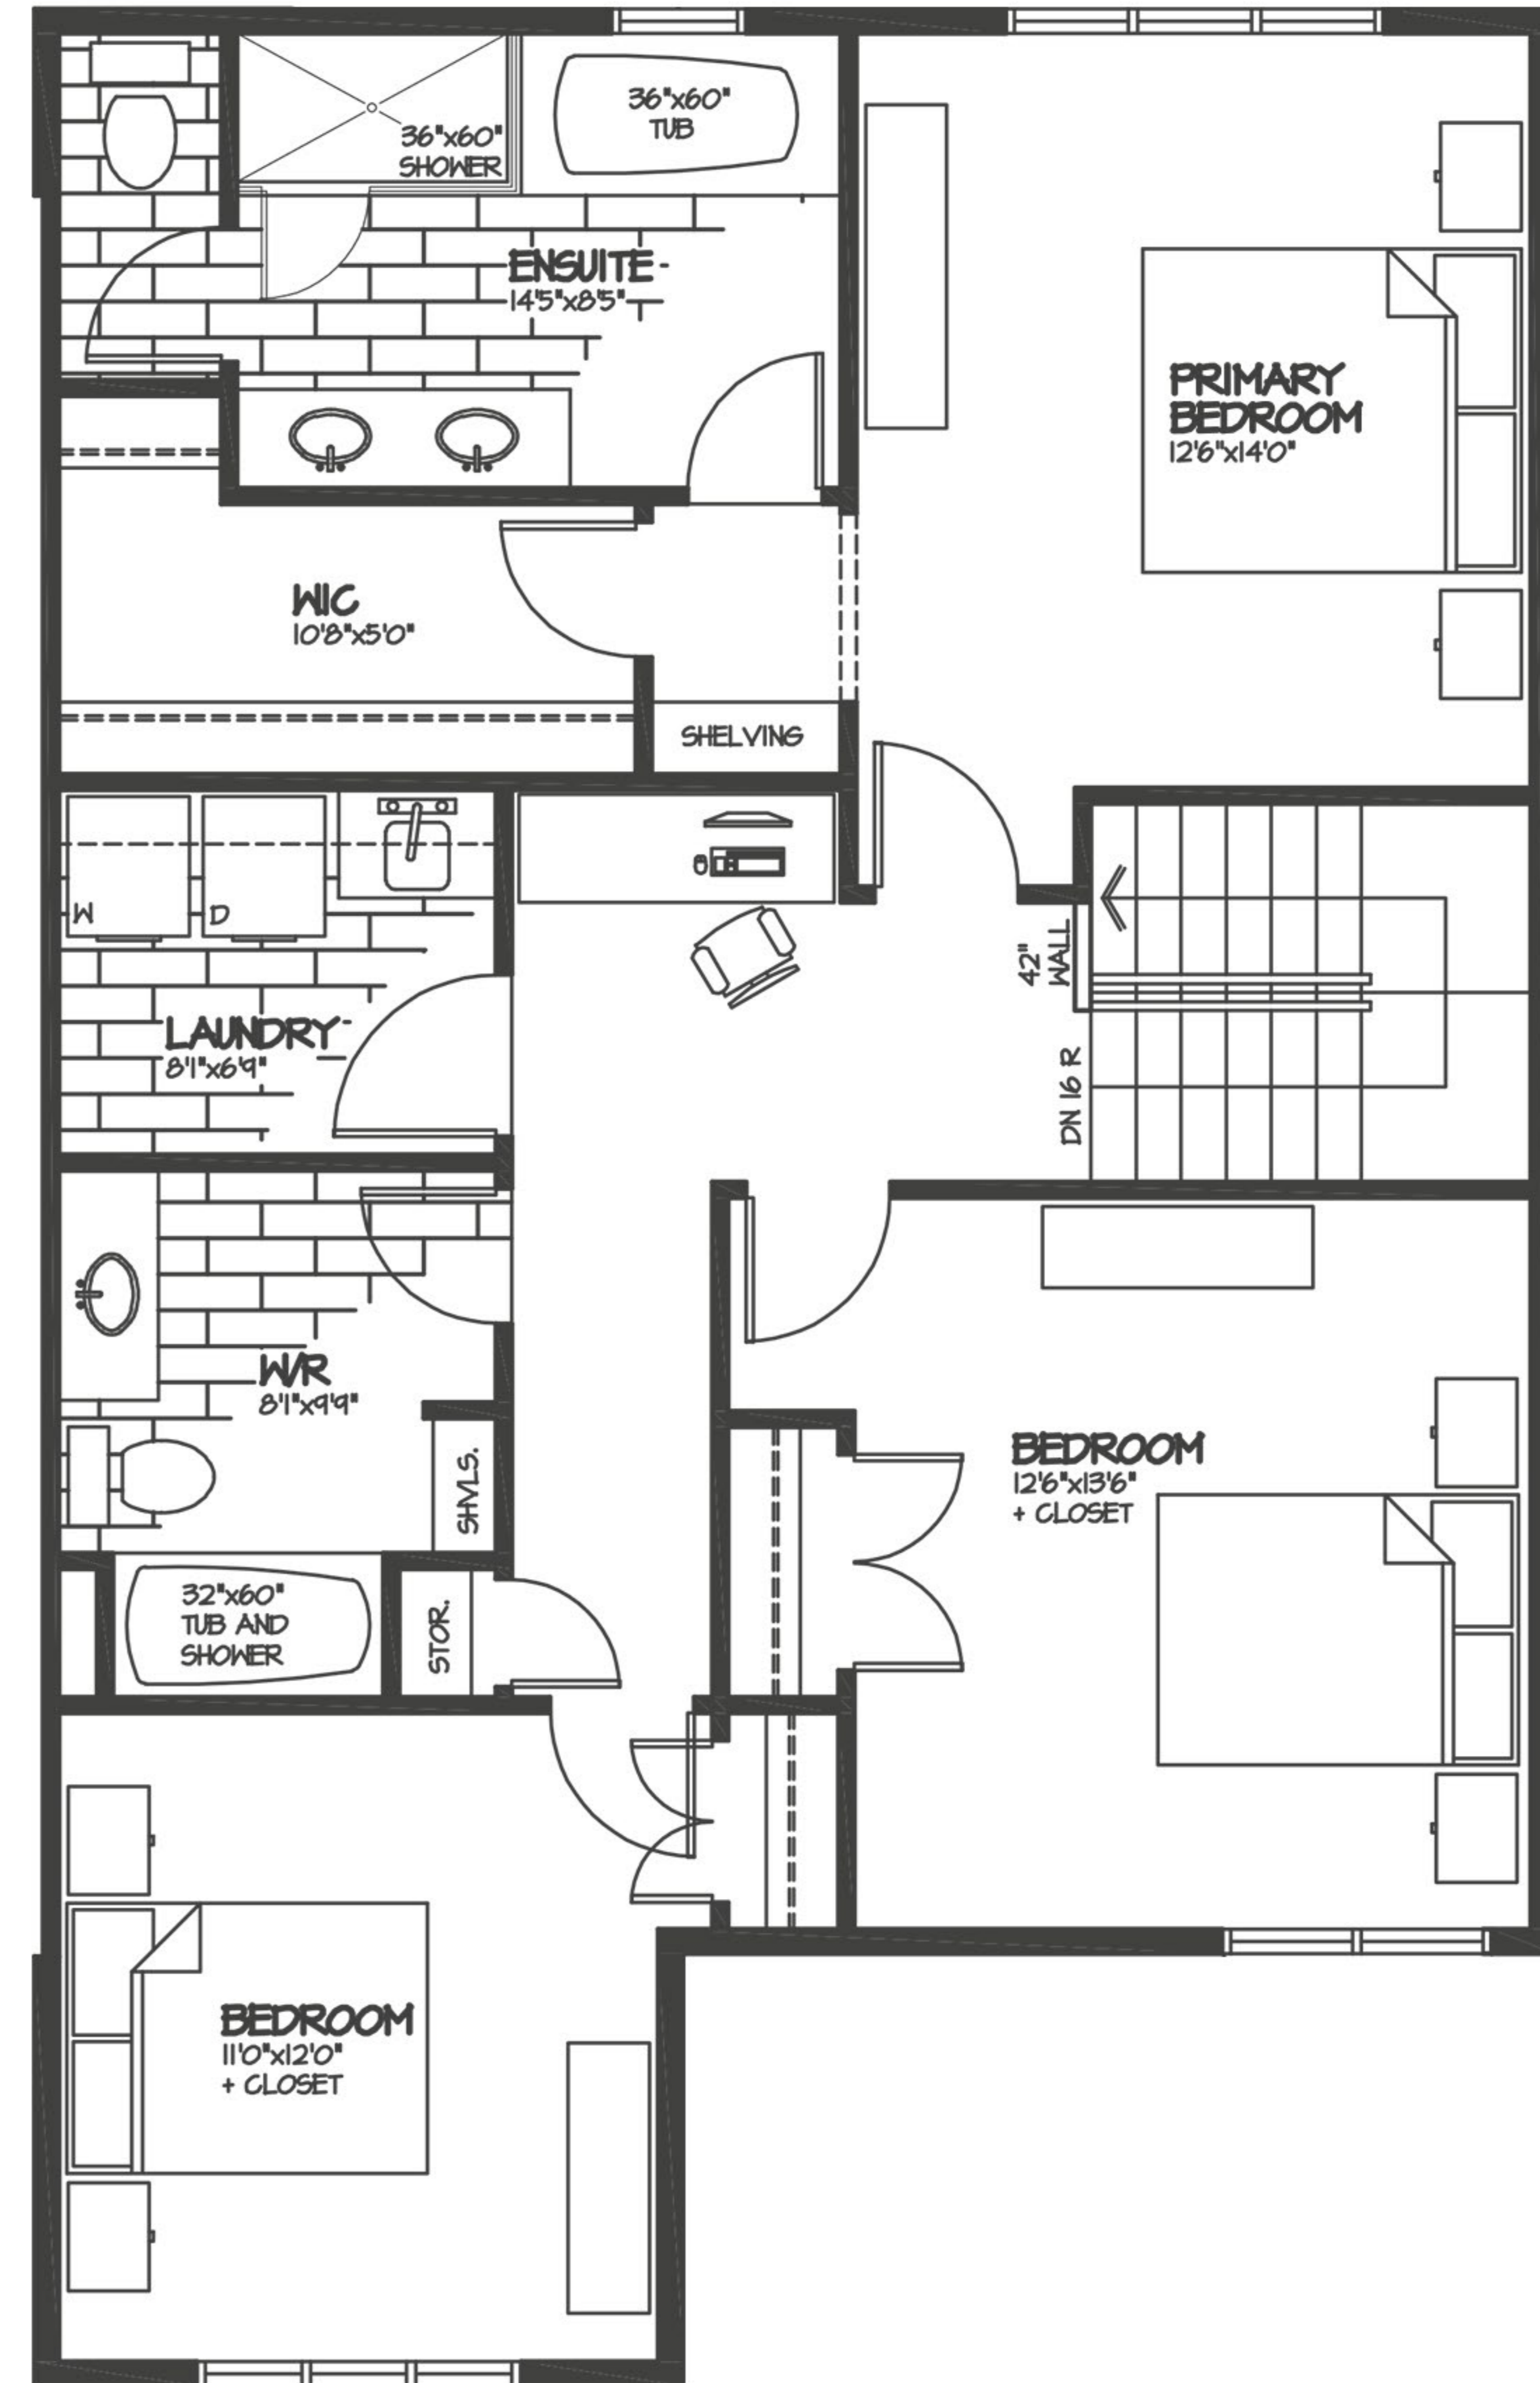 36"x60"
TUB
36"x60"
SHOWER
ENSUITE
14'5"x8'5"
PRIMARY
BEDROOM
12'6"x14'0"
WIC
10'8"x5'0"
SHELVING
W
D
42"
WALL
LAUNDRY
8'1"x6'9"
DN 16 R
W/R
8'1"x9'9"
SHVLS.
BEDROOM
12'6"x13'6"
+ CLOSET
32"x60"
TUB AND
SHOWER
STOR.
BEDROOM
11'0"x12'0"
+ CLOSET